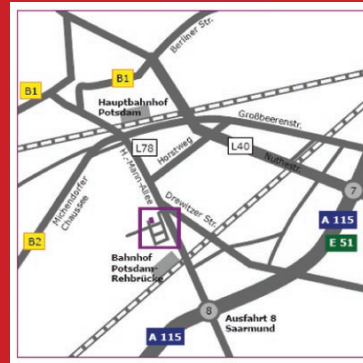 Berliner Str.
B1
B1
Hauptbahnhof
Potsdam
Großbeerenstr.
L78
Horstweg
L40
Nuthestr.
Michendorfer
Chaussee
H.-Mann-Allee
Drewitzer Str.
7
A 115
E 51
B2
Bahnhof
Potsdam-
Rehbrücke
8
Ausfahrt 8
Saarmund
A 115